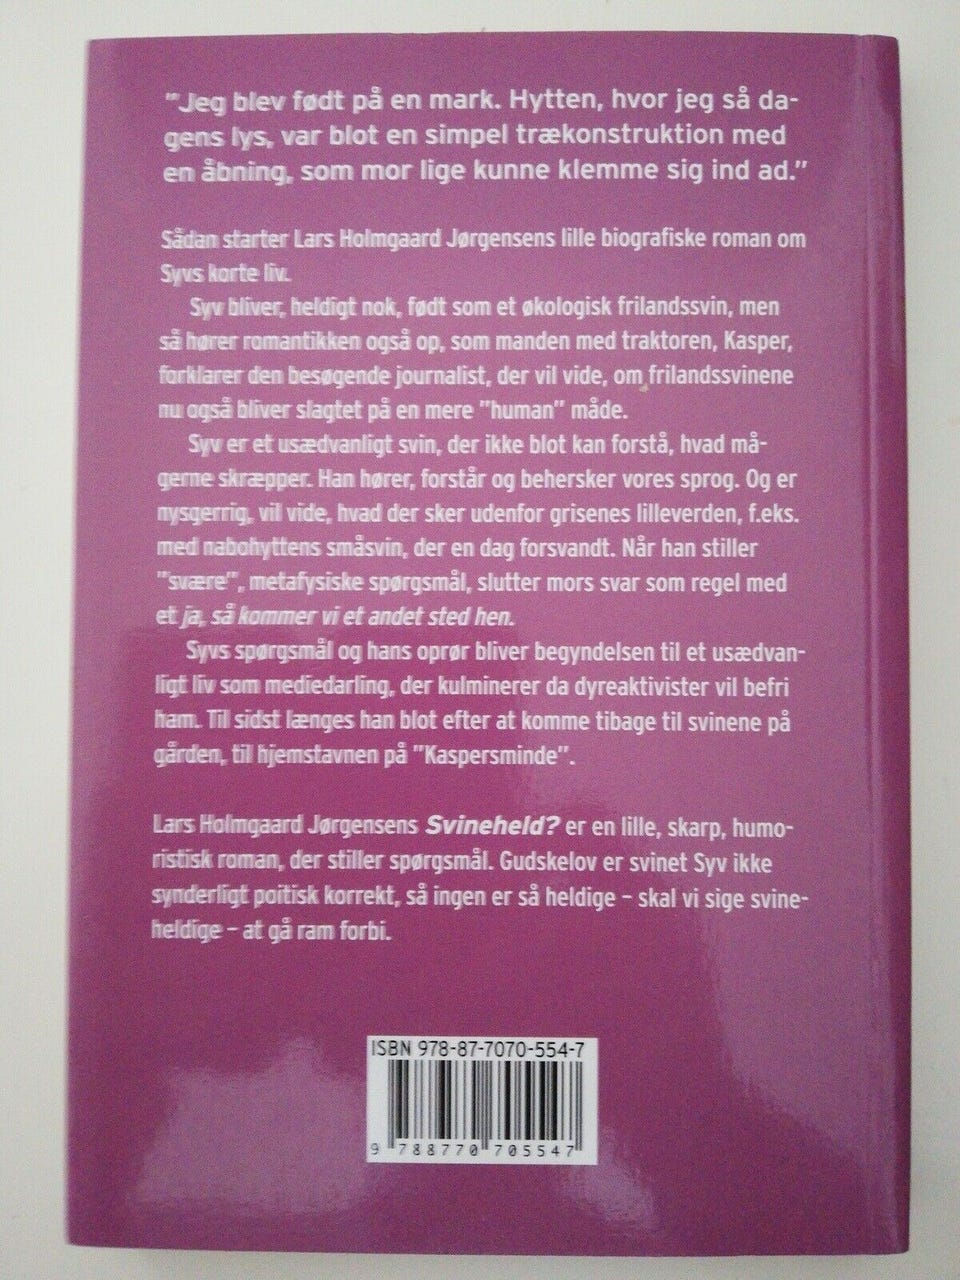 "Jeg blev født på en mark. Hytten, hvor jeg så da-
gens lys, var blot en simpel trækonstruktion med
en åbning, som mor lige kunne klemme sig ind ad."
Sådan starter Lars Holmgaard Jørgensens lille biografiske roman om
Syvs korte liv.
Syv bliver, heldigt nok, født som et økologisk frilandssvin, men
så hører romantikken også op, som manden med traktoren, Kasper,
forklarer den besøgende journalist, der vil vide, om frilandssvinene
nu også bliver slagtet på en mere "human" måde.
Syv er et usædvanligt svin, der ikke blot kan forstå, hvad må-
gerne skræpper. Han hører, forstår og behersker vores sprog. Og er
nysgerrig, vil vide, hvad der sker udenfor grisenes lilleverden, f.eks.
med nabohyttens småsvin, der en dag forsvandt. Når han stiller
"svære", metafysiske spørgsmål, slutter mors svar som regel med
et ja, så kommer vi et andet sted hen.
Syvs spørgsmål og hans oprør bliver begyndelsen til et usædvan-
ligt liv som mediedarling, der kulminerer da dyreaktivister vil befri
ham. Til sidst længes han blot efter at komme tibage til svinene på
gården, til hjemstavnen på "Kaspersminde".
Lars Holmgaard Jørgensens Svineheld? er en lille, skarp, humo-
ristisk roman, der stiller spørgsmål. Gudskelov er svinet Syv ikke
synderligt poitisk korrekt, så ingen er så heldige – skal vi sige svine-
heldige – at gå ram forbi.
ISBN 978-87-7070-554-7
9 788770 705547